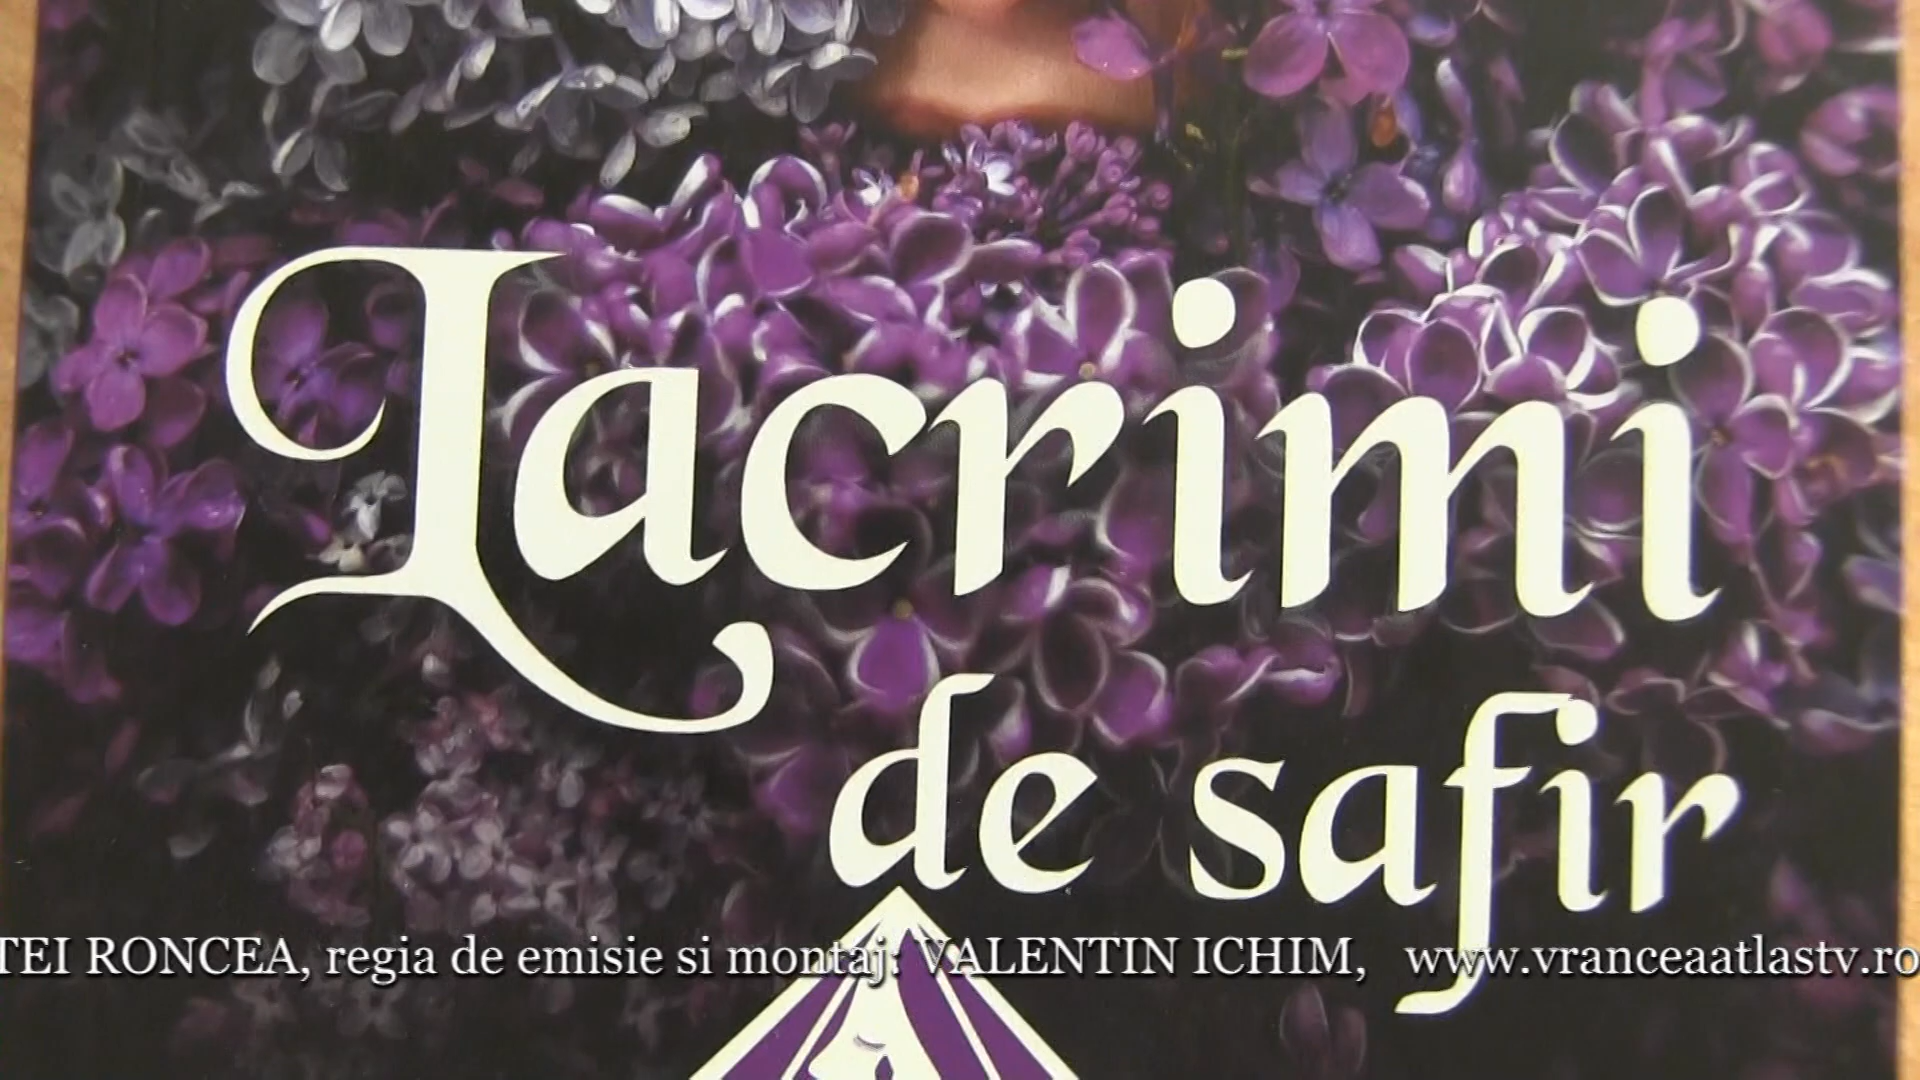 Lacrimi
de safir
TEI RONCEA, regia de emisie si montaj: VALENTIN ICHIM, www.vranceaatlastv.ro